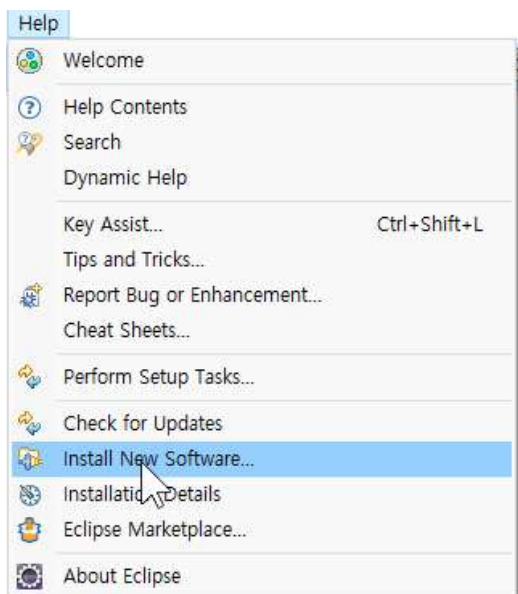 Help
Welcome
Help Contents
Search
Dynamic Help
Key Assist... Ctrl+Shift+L
Tips and Tricks...
Report Bug or Enhancement...
Cheat Sheets...
Perform Setup Tasks...
Check for Updates
Install New Software...
Installation Details
Eclipse Marketplace...
About Eclipse